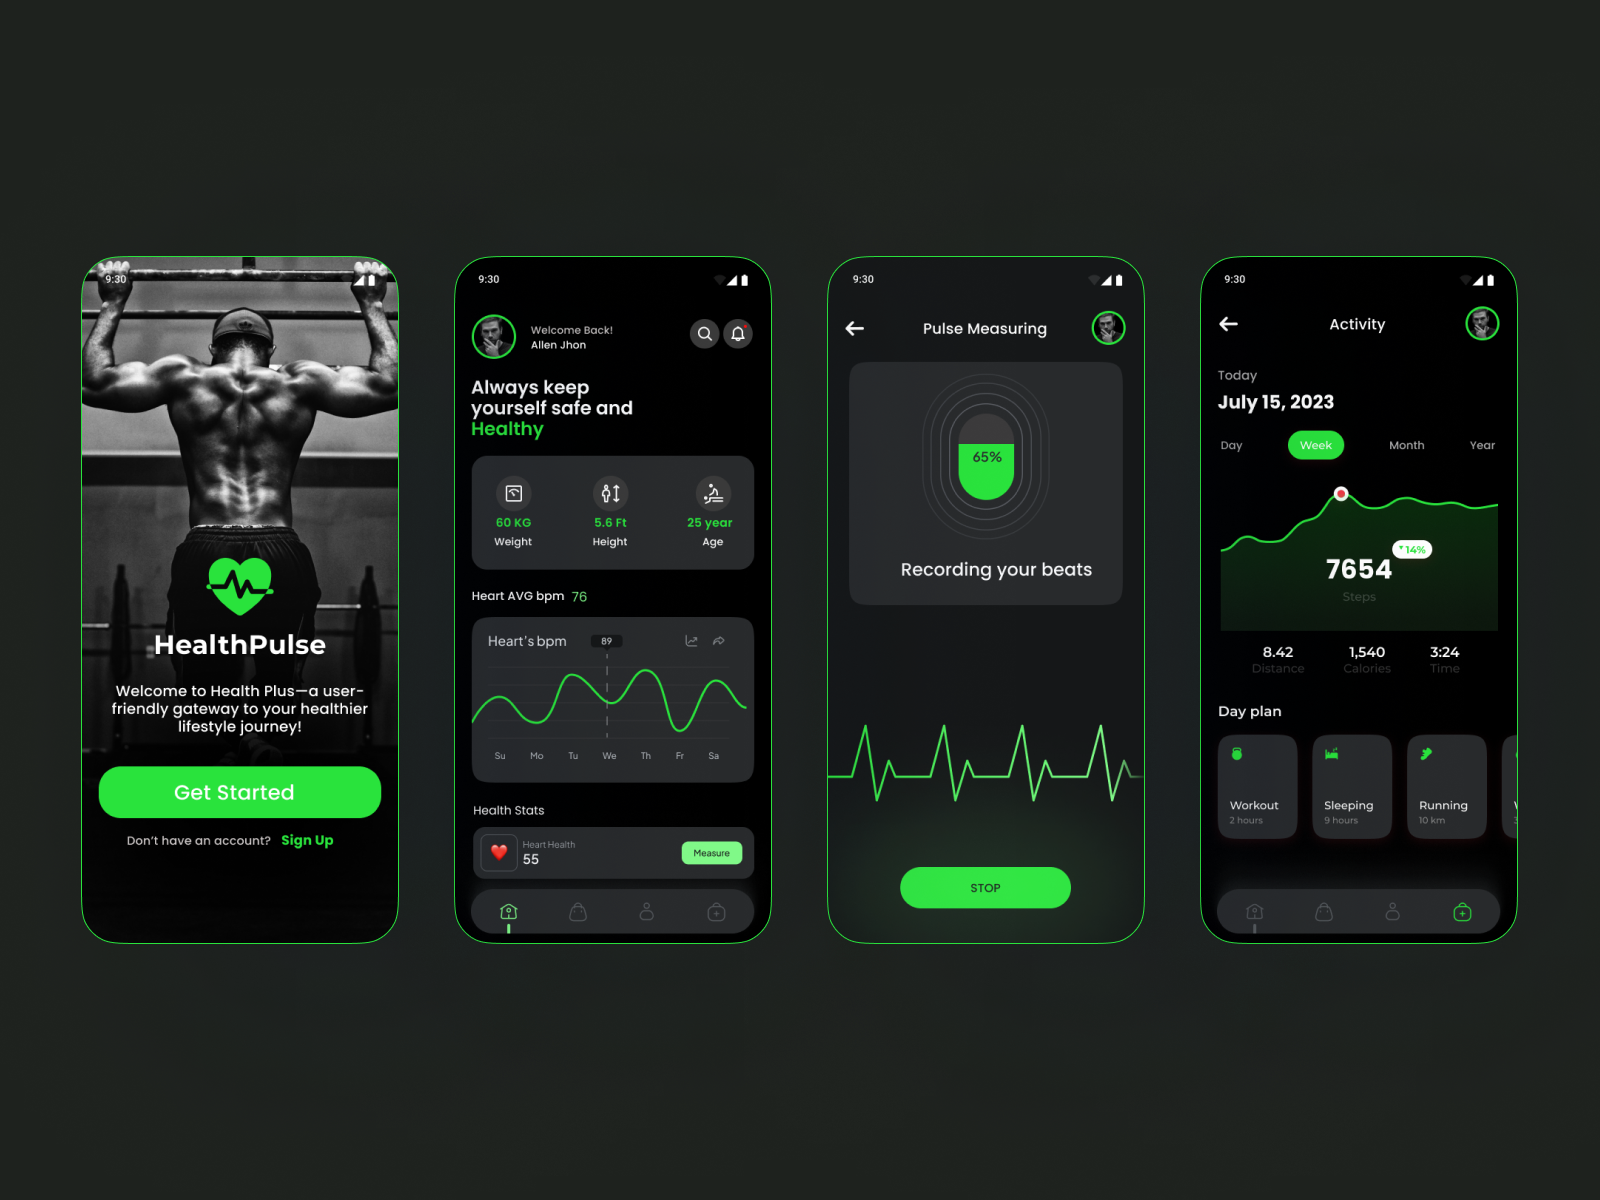 9:30
HealthPulse
Welcome to Health Plus—a user-
friendly gateway to your healthier
lifestyle journey!
Get Started
Don't have an account? Sign Up
9:30
Welcome Back!
Allen Jhon
Always keep
yourself safe and
Healthy
60 KG
5.6 Ft
25 year
Weight
Height
Age
Heart AVG bpm 76
Heart's bpm
89
Su Mo Tu We Th Fr Sa
Health Stats
Heart Health
55
Measure
9:30
Pulse Measuring
65%
Recording your beats
STOP
9:30
Activity
Today
July 15, 2023
Day Week Month Year
14%
7654
Steps
8.42 1,540 3:24
Distance Calories Time
Day plan
Workout
2 hours
Sleeping
9 hours
Running
10 km